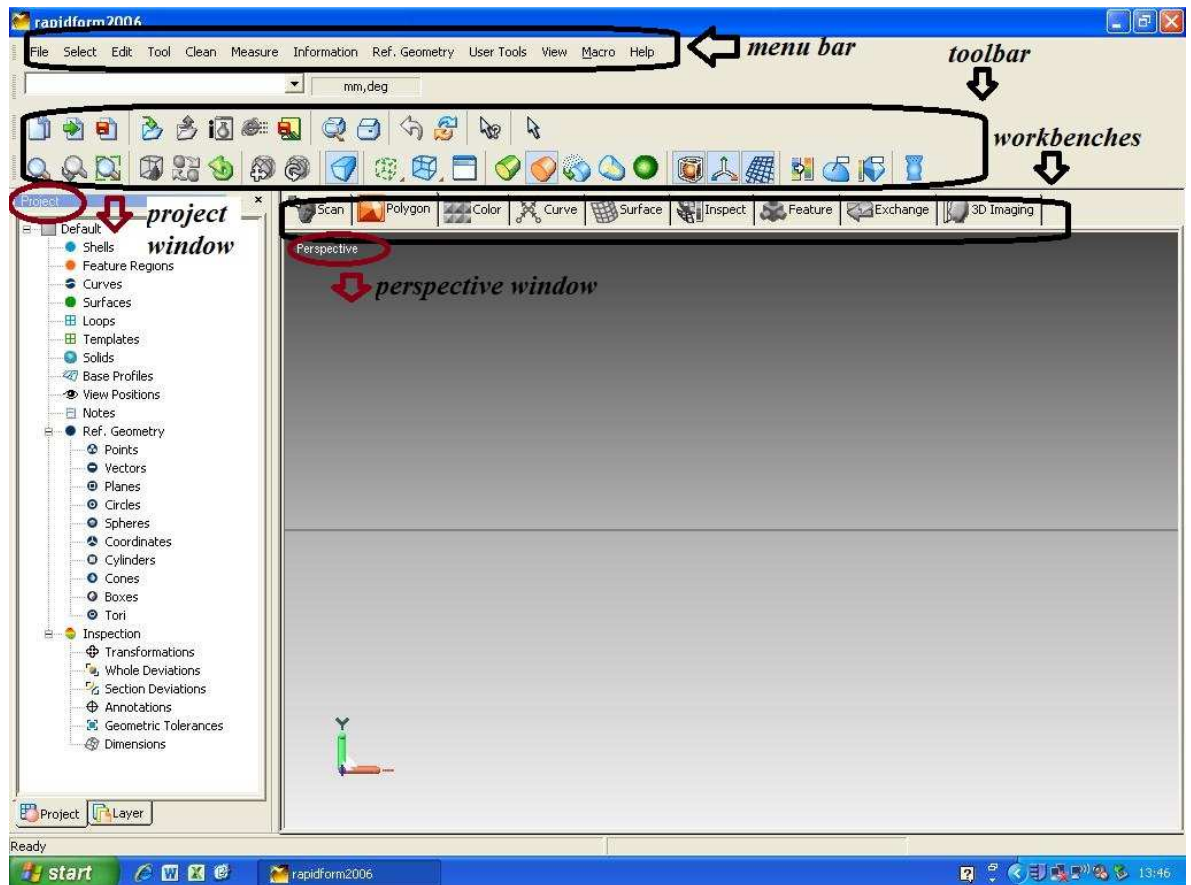 rapidform2006
File Select Edit Tool Clean Measure Information Ref. Geometry User Tools View Macro Help
menu bar
toolbar
mm,deg
workbenches
Project
project
window
Scan Polygon Color Curve Surface Inspect Feature Exchange 3D Imaging
Default
Shells
Feature Regions
Curves
Surfaces
Loops
Templates
Solids
Base Profiles
View Positions
Notes
Ref. Geometry
Points
Vectors
Planes
Circles
Spheres
Coordinates
Cylinders
Cones
Boxes
Tori
Inspection
Transformations
Whole Deviations
Section Deviations
Annotations
Geometric Tolerances
Dimensions
Perspective
perspective window
Y
Project Layer
Ready
start
rapidform2006
13:46